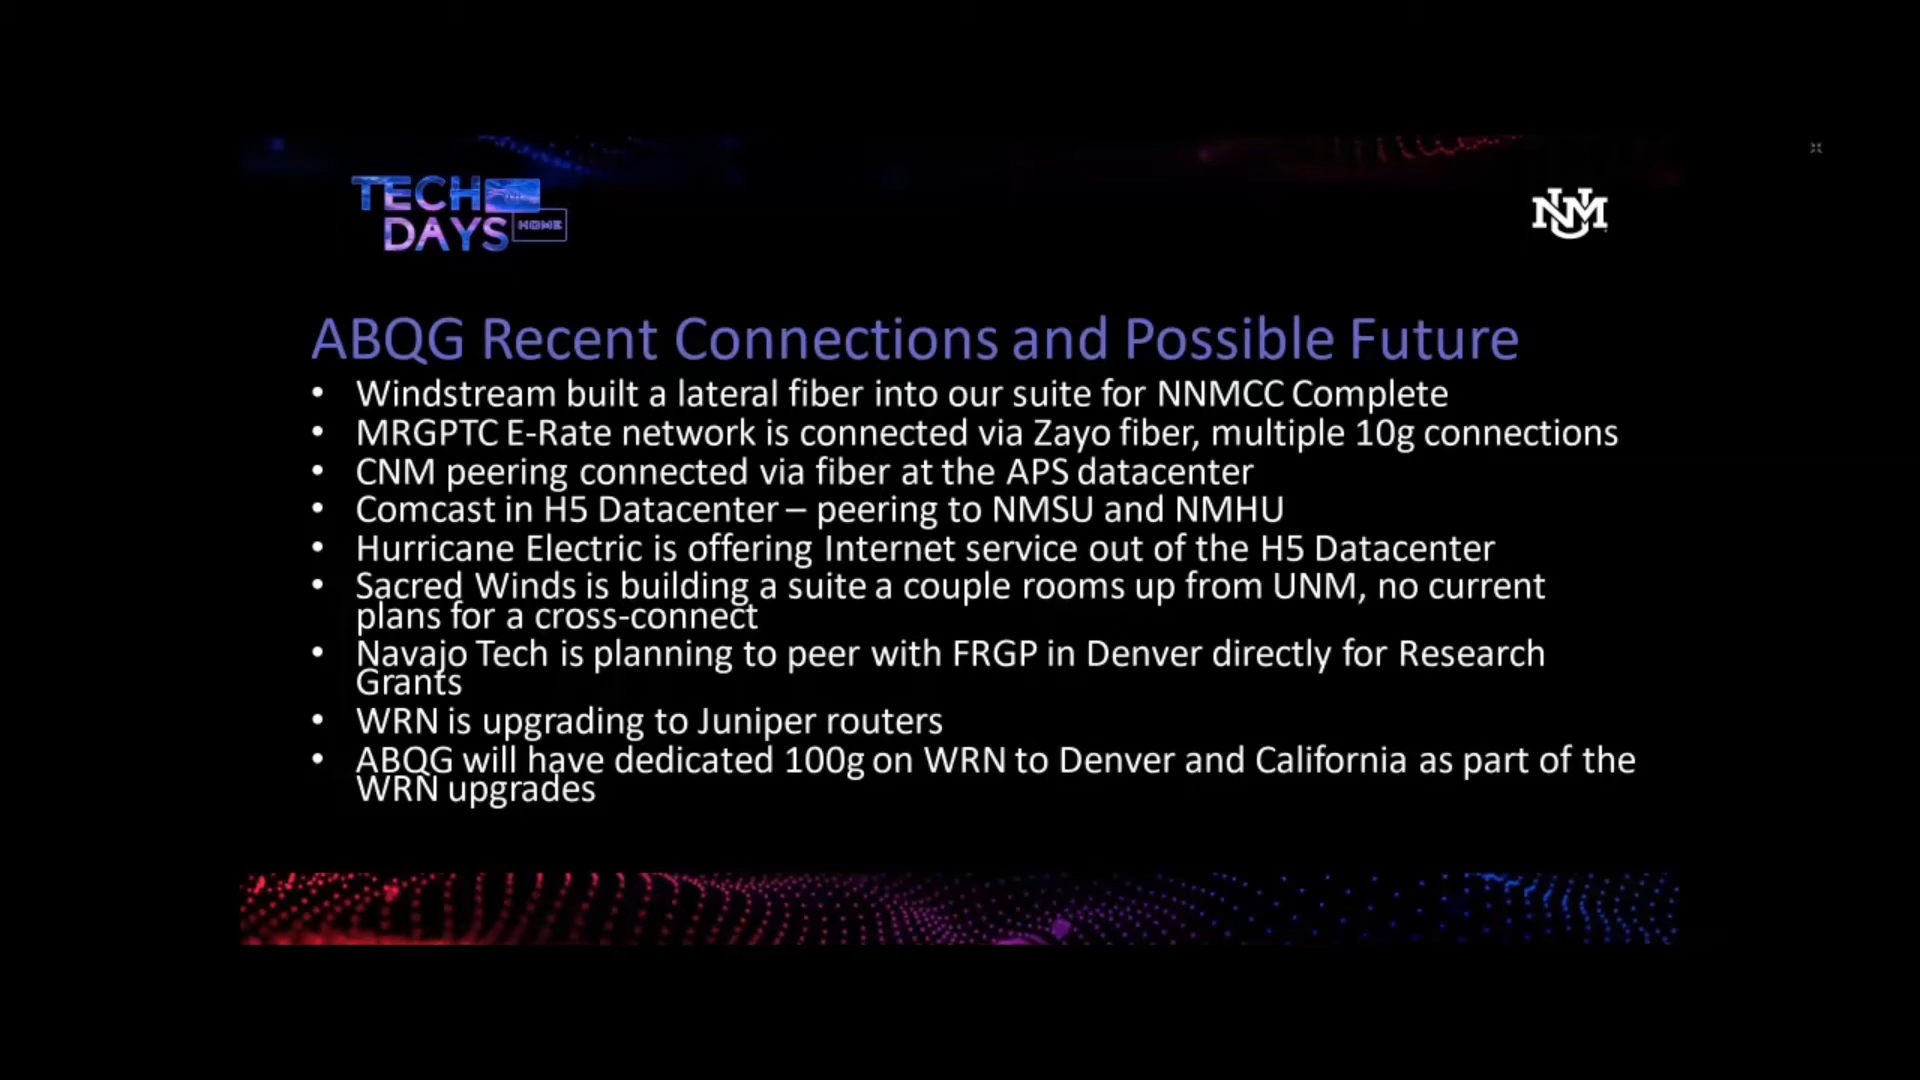 TECH
DAYS
HOME
UNM
ABQG Recent Connections and Possible Future
• Windstream built a lateral fiber into our suite for NNMCC Complete
• MRGPTC E-Rate network is connected via Zayo fiber, multiple 10g connections
• CNM peering connected via fiber at the APS datacenter
• Comcast in H5 Datacenter – peering to NMSU and NMHU
• Hurricane Electric is offering Internet service out of the H5 Datacenter
• Sacred Winds is building a suite a couple rooms up from UNM, no current
plans for a cross-connect
• Navajo Tech is planning to peer with FRGP in Denver directly for Research
Grants
• WRN is upgrading to Juniper routers
• ABQG will have dedicated 100g on WRN to Denver and California as part of the
WRN upgrades